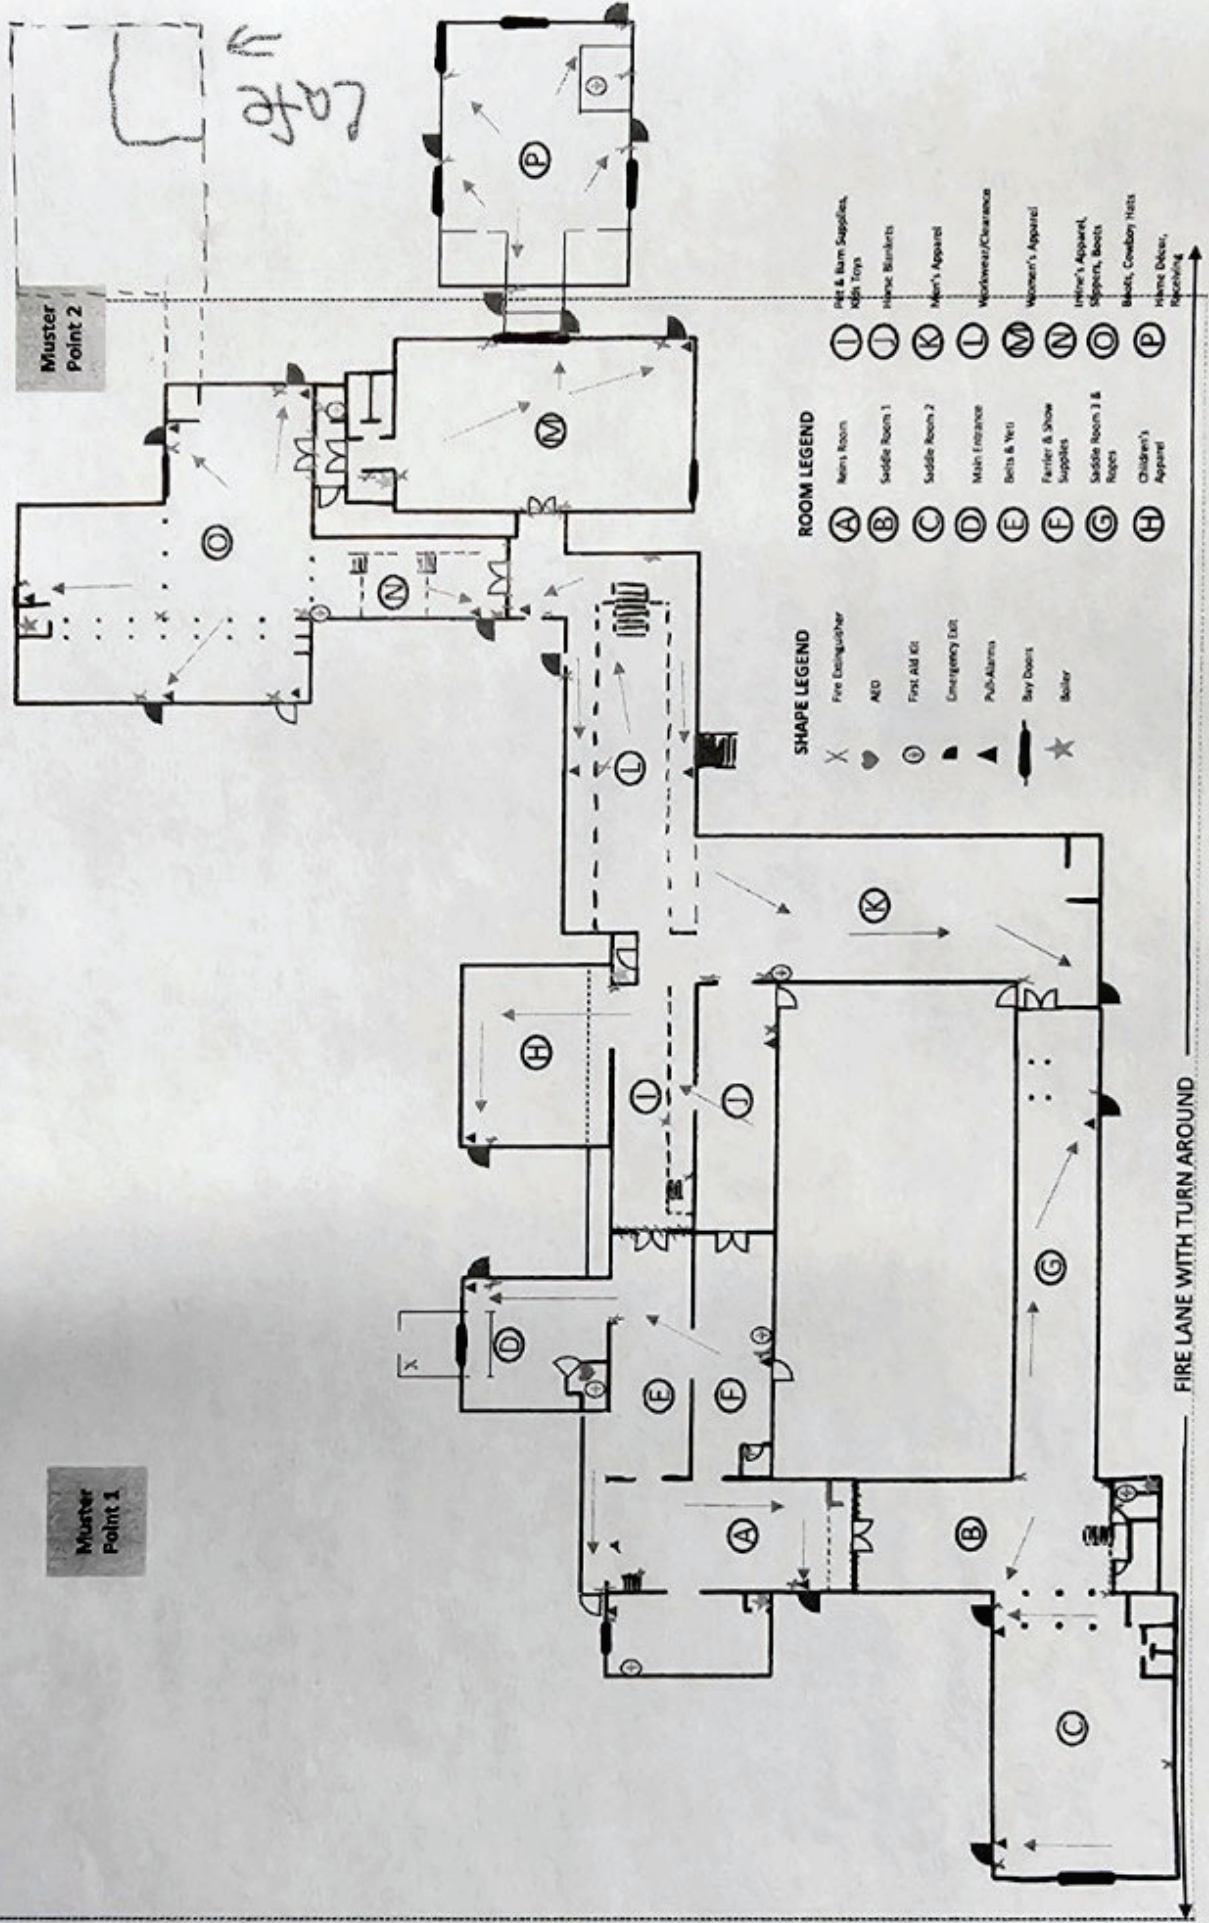 Muster
Point 1
Muster
Point 2
Cafe
A
B
C
D
E
F
G
H
I
J
K
L
M
N
O
P
SHAPE LEGEND
Fire Extinguisher
AED
First Aid Kit
Emergency Exit
Pull-Alarms
Bay Doors
Boiler
ROOM LEGEND
A Reins Room
B Saddle Room 1
C Saddle Room 2
D Main Entrance
E Belts & Yeti
F Farrier & Show
Supplies
G Saddle Room 3 &
Ropes
H Children's
Apparel
I Pet & Barn Supplies,
Kids Toys
J Horse Blankets
K Men's Apparel
L Workwear/Clearance
M Women's Apparel
N Irvine's Apparel,
Slippers, Boots
O Boots, Cowboy Hats
P Home Décor,
Receiving
FIRE LANE WITH TURN AROUND